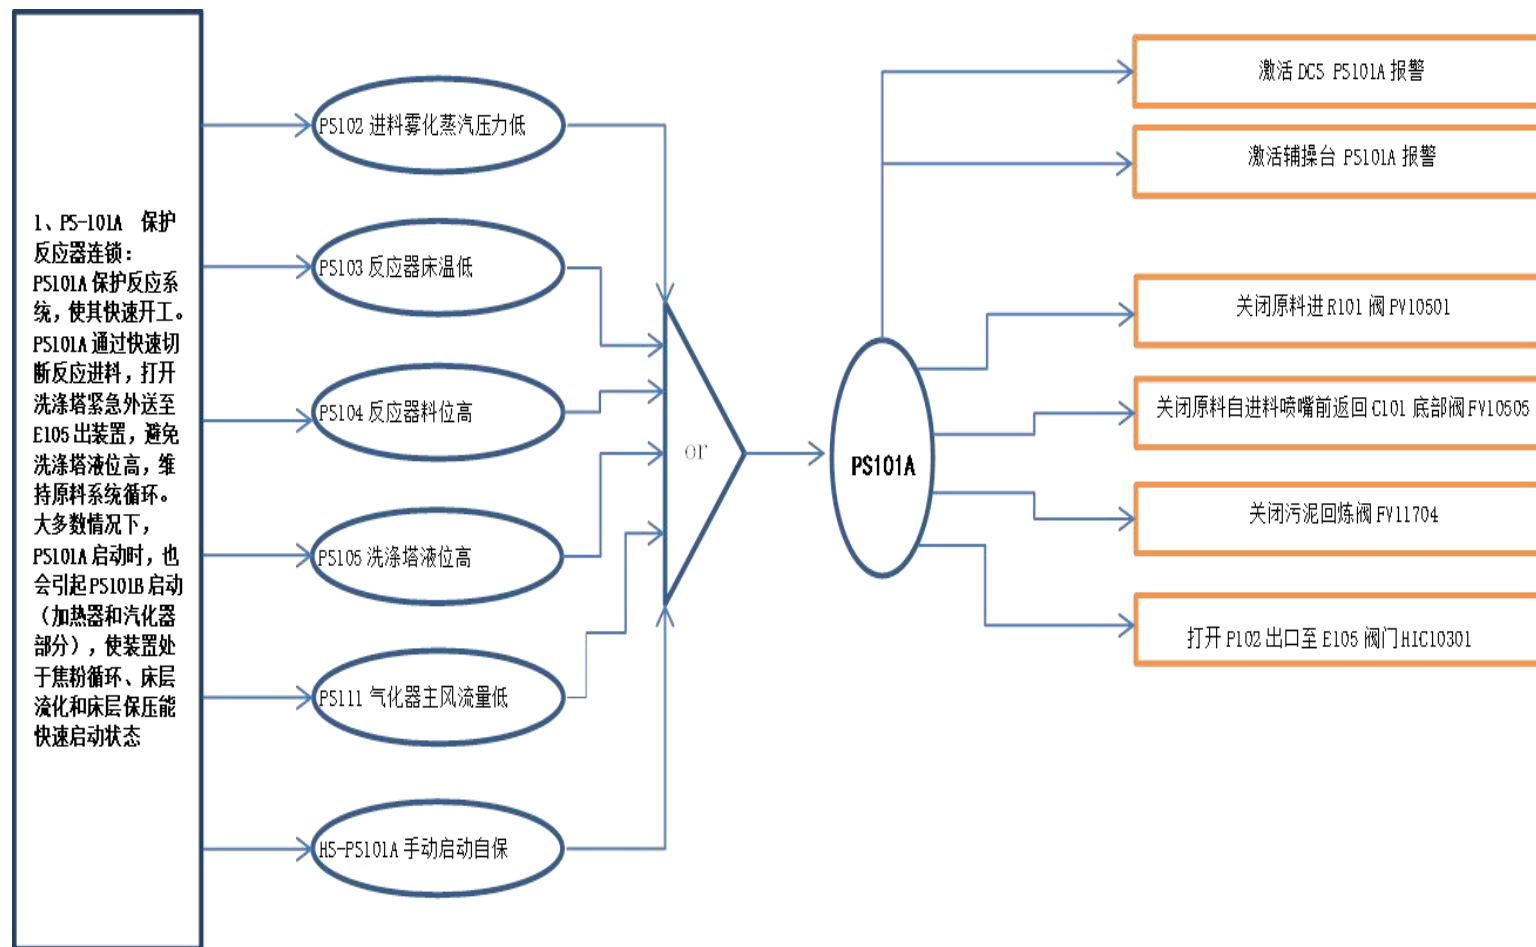 1、PS-101A 保护
反应器连锁：
PS101A 保护反应系
统，使其快速开工。
PS101A 通过快速切
断反应进料，打开
洗涤塔紧急外送至
E105 出装置，避免
洗涤塔液位高，维
持原料系统循环。
大多数情况下，
PS101A 启动时，也
会引起 PS101B 启动
（加热器和汽化器
部分），使装置处
于焦粉循环、床层
流化和床层保压能
快速启动状态
PS102 进料雾化蒸汽压力低
PS103 反应器床温低
PS104 反应器料位高
PS105 洗涤塔液位高
PS111 气化器主风流量低
HS-PS101A 手动启动自保
or
PS101A
激活 DCS PS101A 报警
激活辅操台 PS101A 报警
关闭原料进 R101 阀 PV10501
关闭原料自进料喷嘴前返回 C101 底部阀 FV10505
关闭污泥回炼阀 FV11704
打开 P102 出口至 E105 阀门 HIC10301